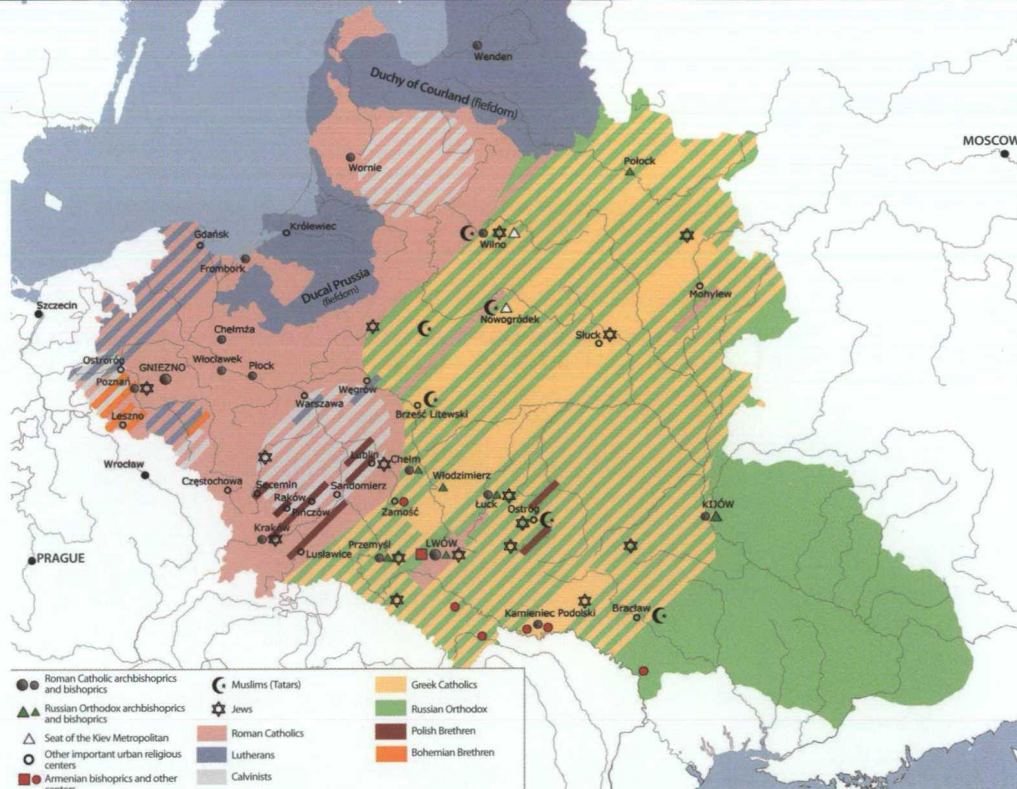 Wenden
Duchy of Courland (fiefdom)
MOSCOW
Wornie
Połock
Gdańsk
Królewiec
Wilno
Frombork
Ducal Prussia
(fiefdom)
Mohylew
Szczecin
Nowogródek
Chełmża
Słuck
Ostroróg
GNIEZNO
Włocławek
Płock
Poznań
Węgrów
Warszawa
Brześć Litewski
Leszno
Wrocław
Lublin
Chełm
Częstochowa
Secemin
Sandomierz
Włodzimierz
Raków
Pińczów
Zamość
Łuck
Ostróg
KIJÓW
Kraków
Lusławice
Przemyśl
LWÓW
PRAGUE
Kamieniec Podolski
Bracław
Roman Catholic archbishoprics
and bishoprics
Russian Orthodox archbishoprics
and bishoprics
Seat of the Kiev Metropolitan
Other important urban religious
centers
Armenian bishoprics and other
centers
Muslims (Tatars)
Jews
Roman Catholics
Lutherans
Calvinists
Greek Catholics
Russian Orthodox
Polish Brethren
Bohemian Brethren